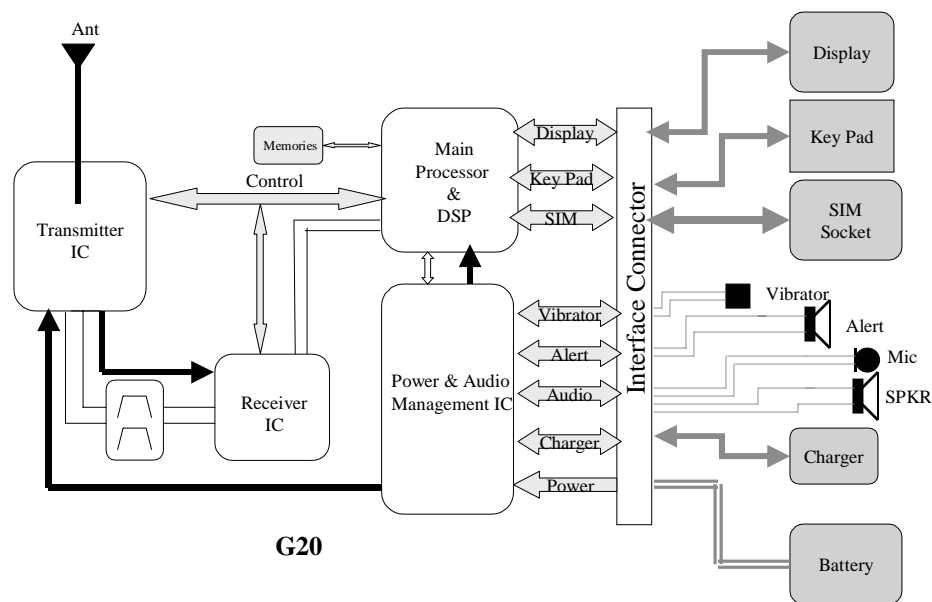 Ant
Display
Key Pad
SIM
Socket
Memories
Main
Processor
&
DSP
Display
Key Pad
SIM
Control
Transmitter
IC
Interface Connector
Vibrator
Alert
Mic
SPKR
Power & Audio
Management IC
Vibrator
Alert
Audio
Charger
Power
Receiver
IC
Charger
Battery
G20